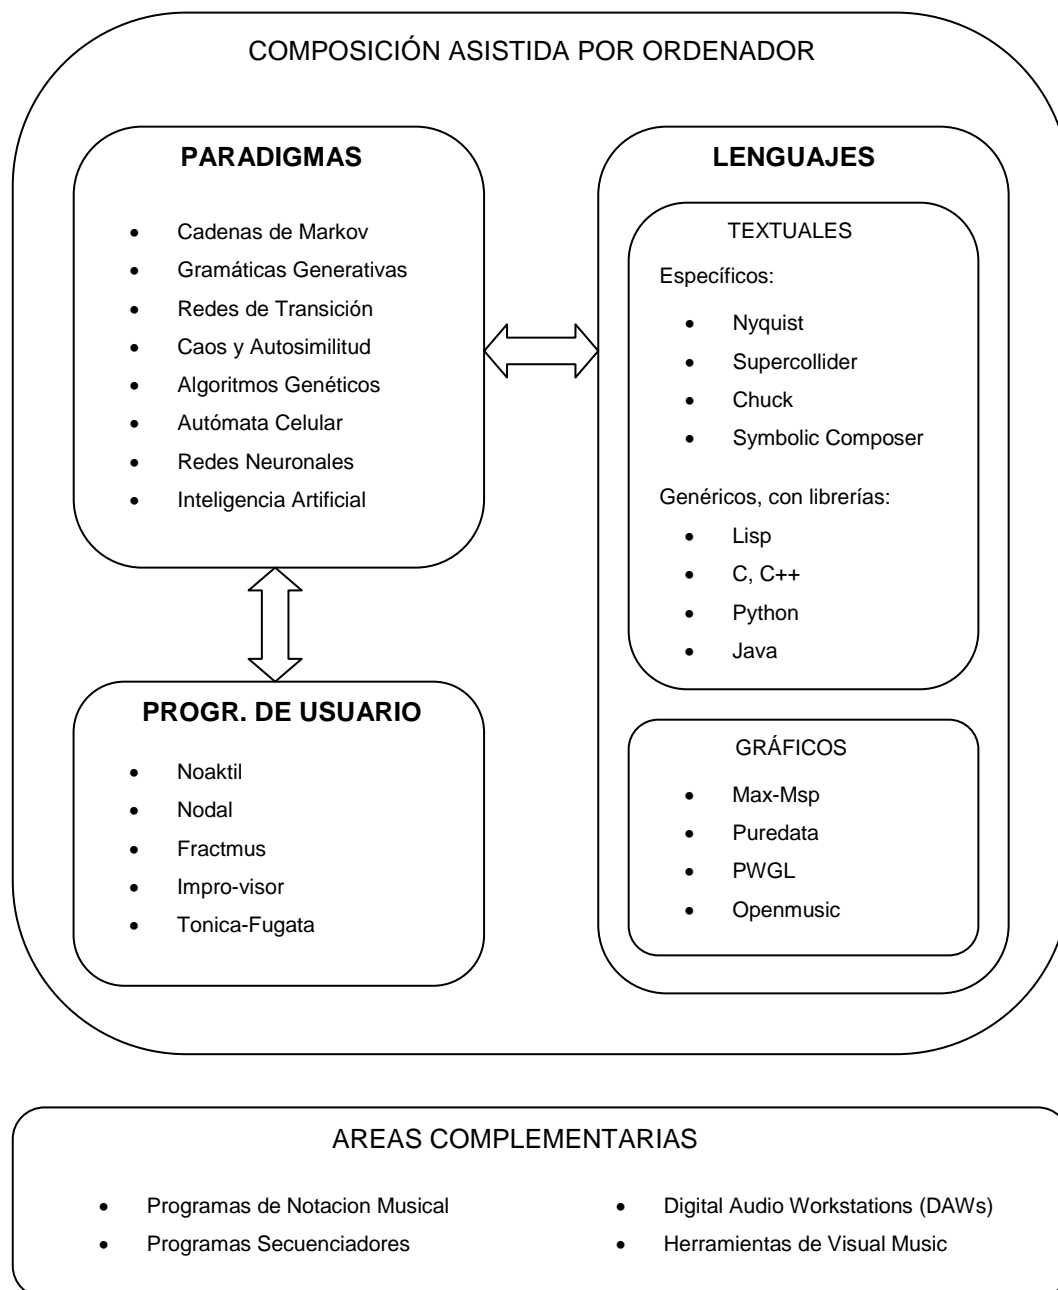 COMPOSICIÓN ASISTIDA POR ORDENADOR
PARADIGMAS
• Cadenas de Markov
• Gramáticas Generativas
• Redes de Transición
• Caos y Autosimilitud
• Algoritmos Genéticos
• Autómata Celular
• Redes Neuronales
• Inteligencia Artificial
PROGR. DE USUARIO
• Noaktil
• Nodal
• Fractmus
• Impro-visor
• Tonica-Fugata
LENGUAJES
TEXTUALES
Específicos:
• Nyquist
• Supercollider
• Chuck
• Symbolic Composer
Genéricos, con librerías:
• Lisp
• C, C++
• Python
• Java
GRÁFICOS
• Max-Msp
• Puredata
• PWGL
• Openmusic
AREAS COMPLEMENTARIAS
• Programas de Notacion Musical
• Programas Secuenciadores
• Digital Audio Workstations (DAWs)
• Herramientas de Visual Music